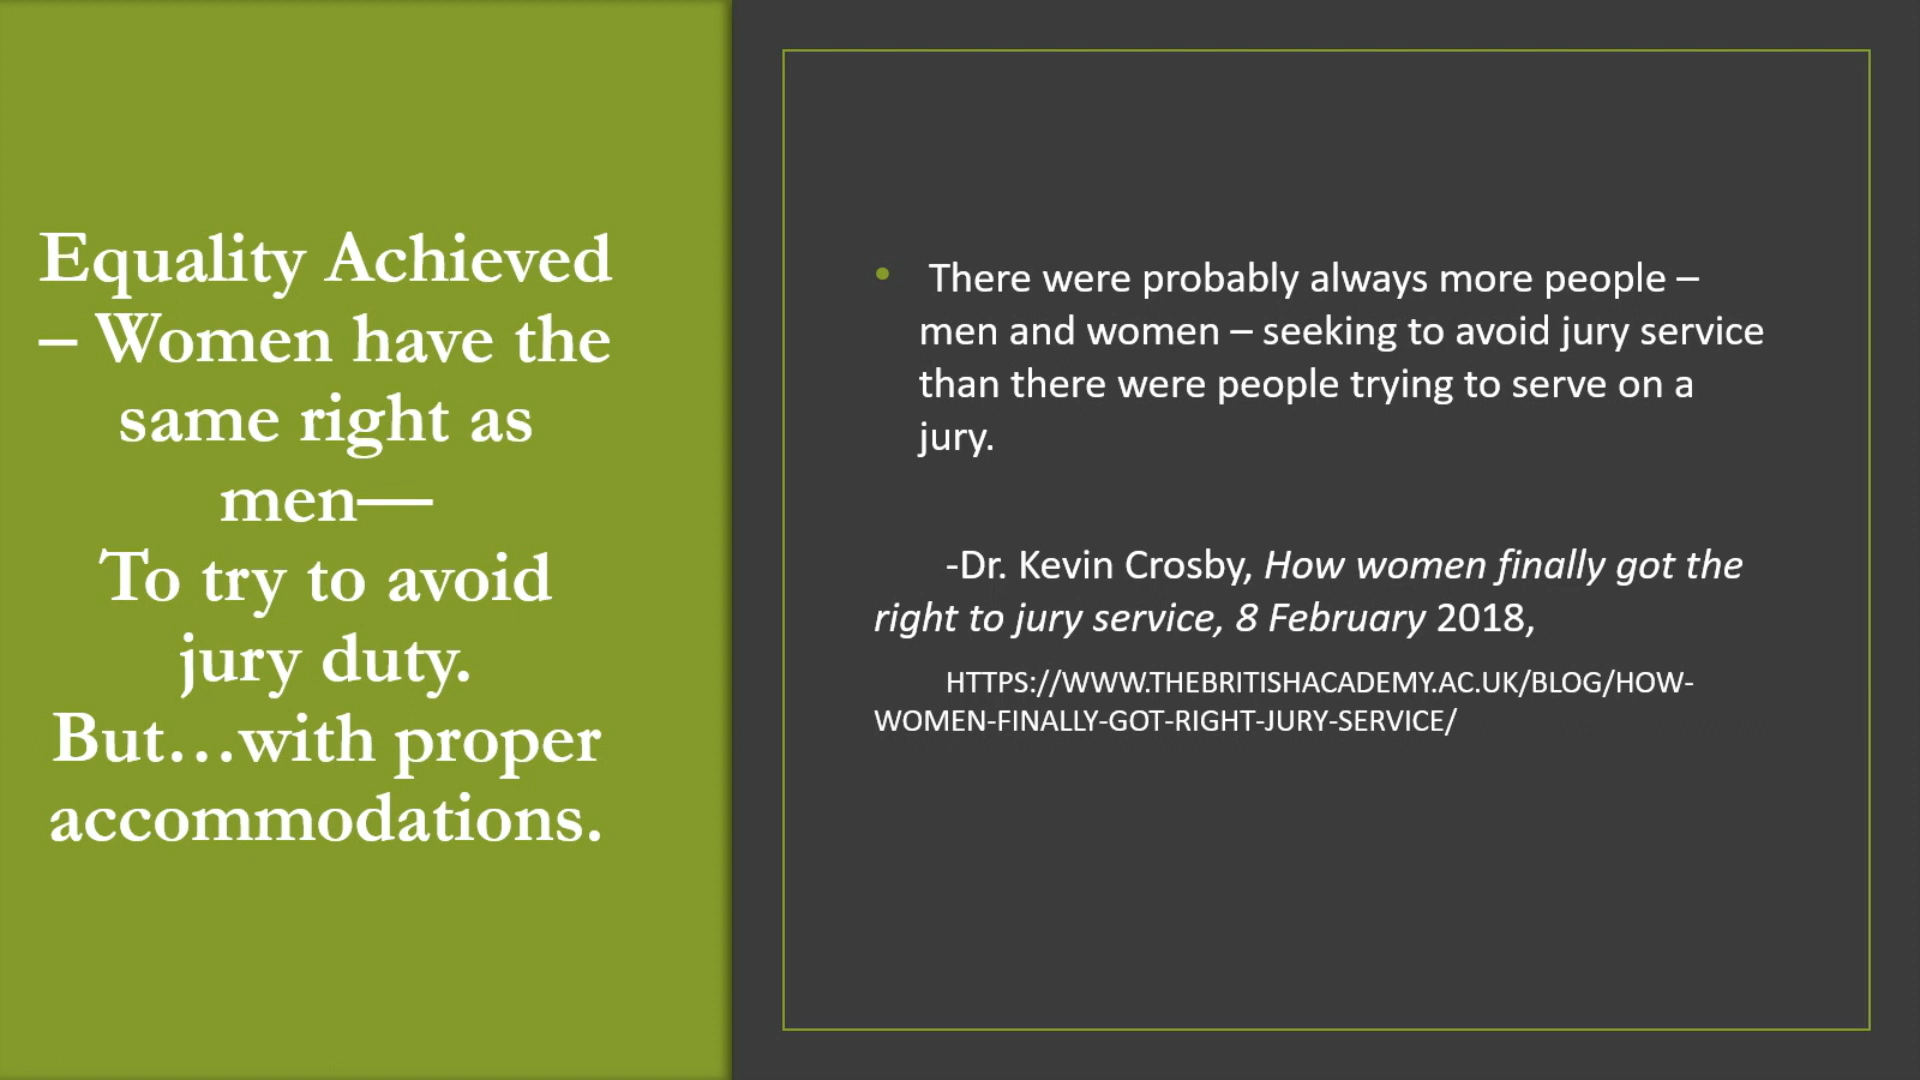 Equality Achieved
– Women have the
same right as
men—
To try to avoid
jury duty.
But…with proper
accommodations.
• There were probably always more people –
men and women – seeking to avoid jury service
than there were people trying to serve on a
jury.
-Dr. Kevin Crosby, How women finally got the
right to jury service, 8 February 2018,
HTTPS://WWW.THEBRITISHACADEMY.AC.UK/BLOG/HOW-
WOMEN-FINALLY-GOT-RIGHT-JURY-SERVICE/